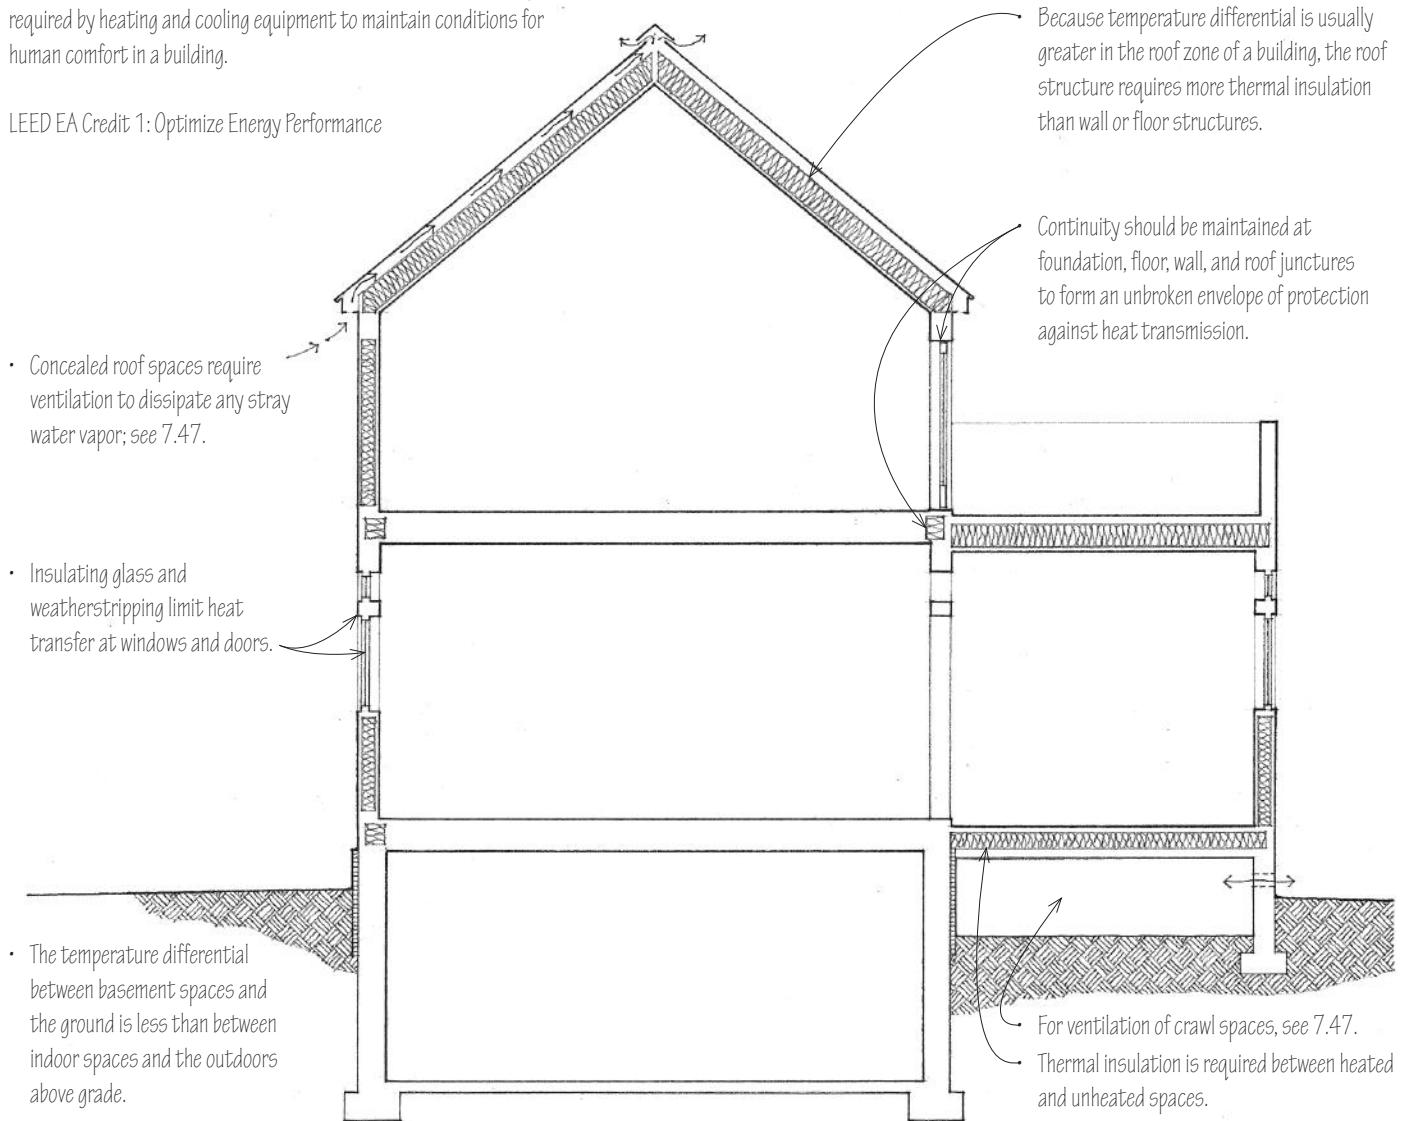 required by heating and cooling equipment to maintain conditions for
human comfort in a building.
LEED EA Credit 1: Optimize Energy Performance
• Because temperature differential is usually
greater in the roof zone of a building, the roof
structure requires more thermal insulation
than wall or floor structures.
• Continuity should be maintained at
foundation, floor, wall, and roof junctures
to form an unbroken envelope of protection
against heat transmission.
• Concealed roof spaces require
ventilation to dissipate any stray
water vapor; see 7.47.
• Insulating glass and
weatherstripping limit heat
transfer at windows and doors.
• The temperature differential
between basement spaces and
the ground is less than between
indoor spaces and the outdoors
above grade.
• For ventilation of crawl spaces, see 7.47.
• Thermal insulation is required between heated
and unheated spaces.